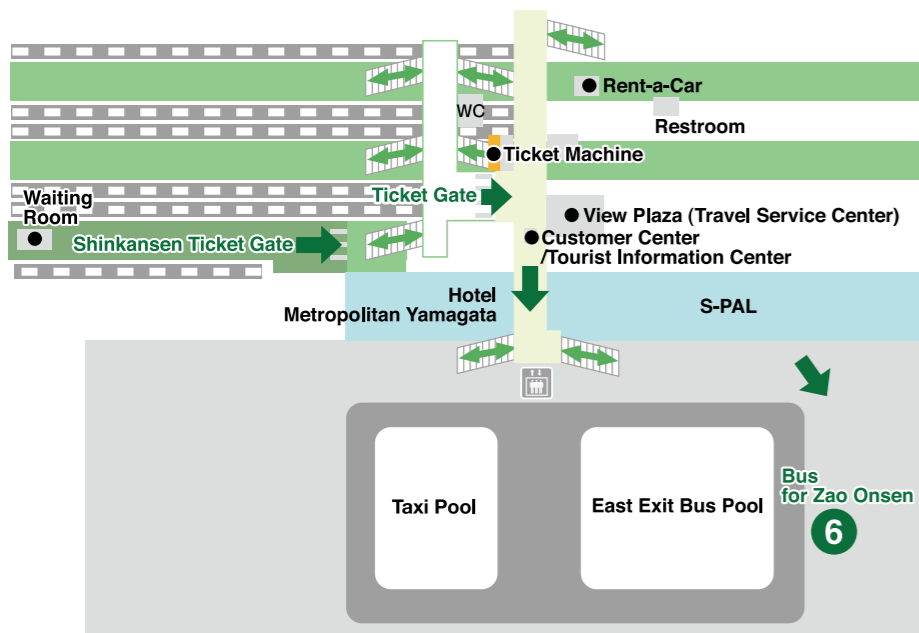 Rent-a-Car
WC
Restroom
Ticket Machine
Ticket Gate
Waiting
Room
View Plaza (Travel Service Center)
Shinkansen Ticket Gate
Customer Center
/Tourist Information Center
Hotel
Metropolitan Yamagata
S-PAL
Taxi Pool
East Exit Bus Pool
Bus
for Zao Onsen
6